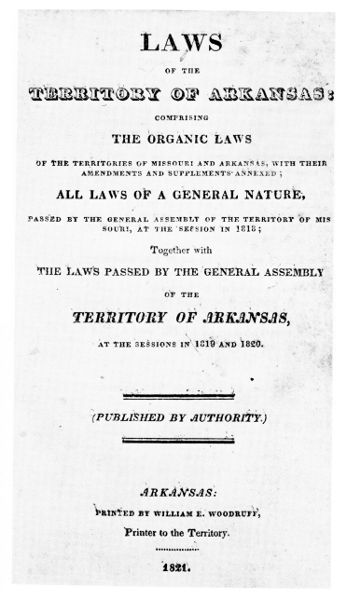 LAWS
OF THE
TERRITORY OF ARKANSAS:
COMPRISING
THE ORGANIC LAWS
OF THE TERRITORIES OF MISSOURI AND ARKANSAS, WITH THEIR
AMENDMENTS AND SUPPLEMENTS ANNEXED;
ALL LAWS OF A GENERAL NATURE,
PASSED BY THE GENERAL ASSEMBLY OF THE TERRITORY OF MIS
SOURI, AT THE SESSION IN 1818;
Together with
THE LAWS PASSED BY THE GENERAL ASSEMBLY
OF THE
TERRITORY OF ARKANSAS,
AT THE SESSIONS IN 1819 AND 1820.
(PUBLISHED BY AUTHORITY.)
ARKANSAS:
PRINTED BY WILLIAM E. WOODRUFF,
Printer to the Territory.
1821.